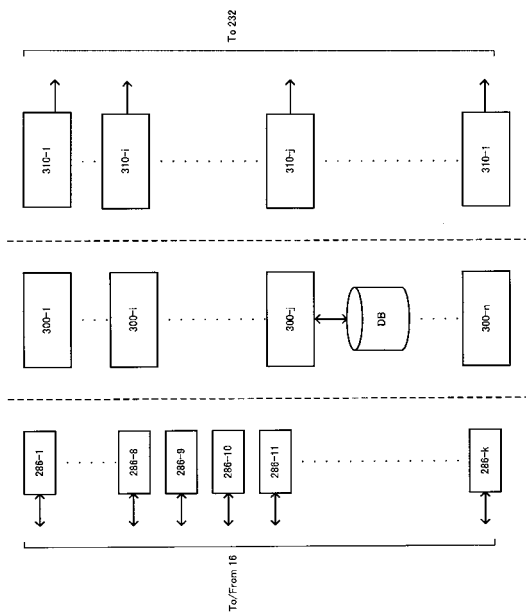 To/From 16
286-k
286-11
286-10
286-9
286-8
286-1
300-n
DB
300-j
300-i
300-1
310-1
310-j
310-i
310-1
To 232